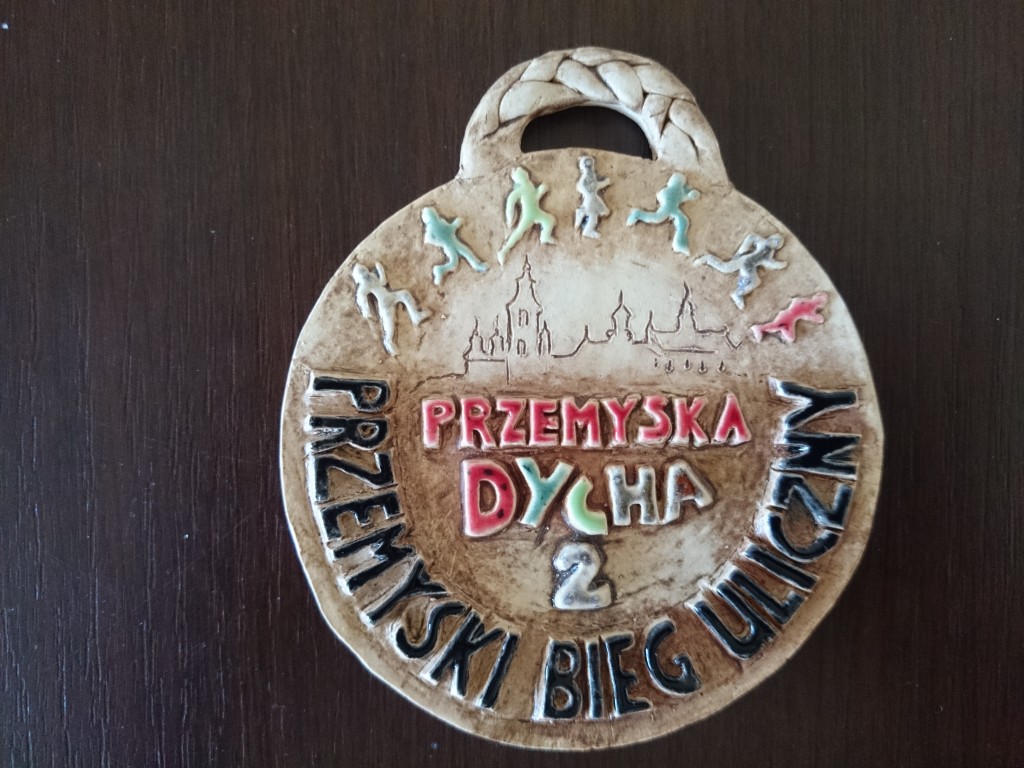 PRZEMYSKA
DYCHA
2
PRZEMYSKI BIEG ULICZNY